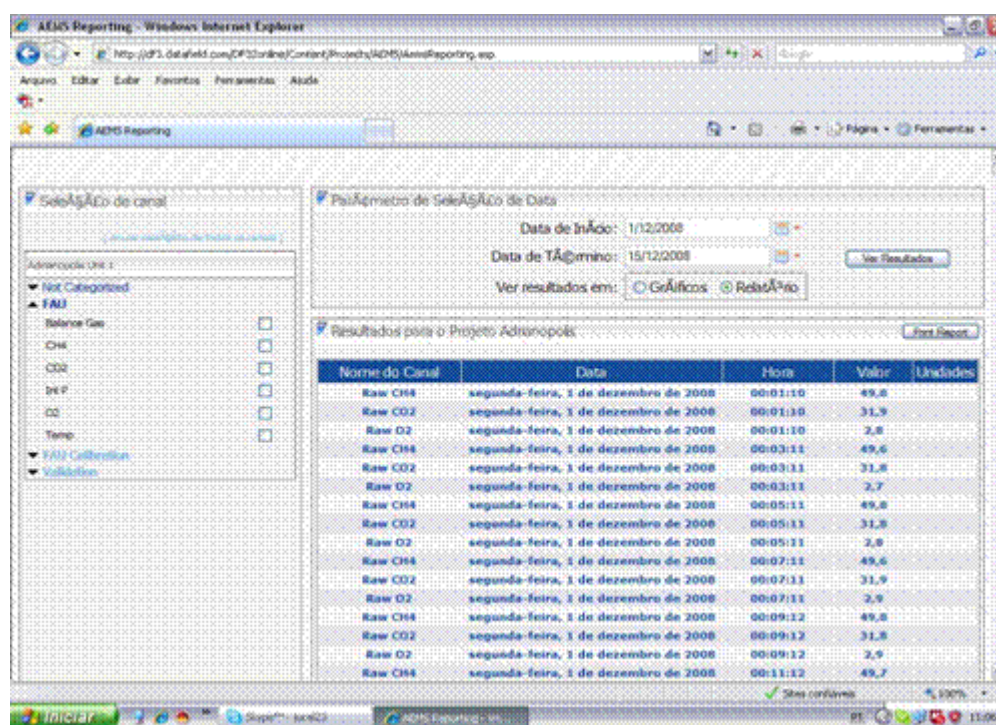 AEMS Reporting - Windows Internet Explorer
Arquivo Editar Exibir Favoritos Ferramentas Ajuda
AEMS Reporting
Página Ferramentas
SeleÃ§Ã£o de canal
ParÃ¢metro de SeleÃ§Ã£o de Data
Data de InÃ­cio: 1/12/2008
Data de TÃ©rmino: 15/12/2008
Ver Resultados
Ver resultados em: GrÃ¡ficos RelatÃ³rio
Adrianopolis Unit 1
Not Categorized
FAU
Balance Gas
CH4
CO2
Int P
O2
Temp
FAU Calibration
Validation
Resultados para o Projeto Adrianopolis
Print Report
Nome do Canal Data Hora Valor Unidades
Raw CH4 segunda-feira, 1 de dezembro de 2008 00:01:10 49,8
Raw CO2 segunda-feira, 1 de dezembro de 2008 00:01:10 31,9
Raw O2 segunda-feira, 1 de dezembro de 2008 00:01:10 2,8
Raw CH4 segunda-feira, 1 de dezembro de 2008 00:03:11 49,6
Raw CO2 segunda-feira, 1 de dezembro de 2008 00:03:11 31,8
Raw O2 segunda-feira, 1 de dezembro de 2008 00:03:11 2,7
Raw CH4 segunda-feira, 1 de dezembro de 2008 00:05:11 49,8
Raw CO2 segunda-feira, 1 de dezembro de 2008 00:05:11 31,8
Raw O2 segunda-feira, 1 de dezembro de 2008 00:05:11 2,8
Raw CH4 segunda-feira, 1 de dezembro de 2008 00:07:11 49,6
Raw CO2 segunda-feira, 1 de dezembro de 2008 00:07:11 31,9
Raw O2 segunda-feira, 1 de dezembro de 2008 00:07:11 2,9
Raw CH4 segunda-feira, 1 de dezembro de 2008 00:09:12 49,8
Raw CO2 segunda-feira, 1 de dezembro de 2008 00:09:12 31,8
Raw O2 segunda-feira, 1 de dezembro de 2008 00:09:12 2,9
Raw CH4 segunda-feira, 1 de dezembro de 2008 00:11:12 49,7
Sites confiáveis 100%
Iniciar AEMS Reporting PT